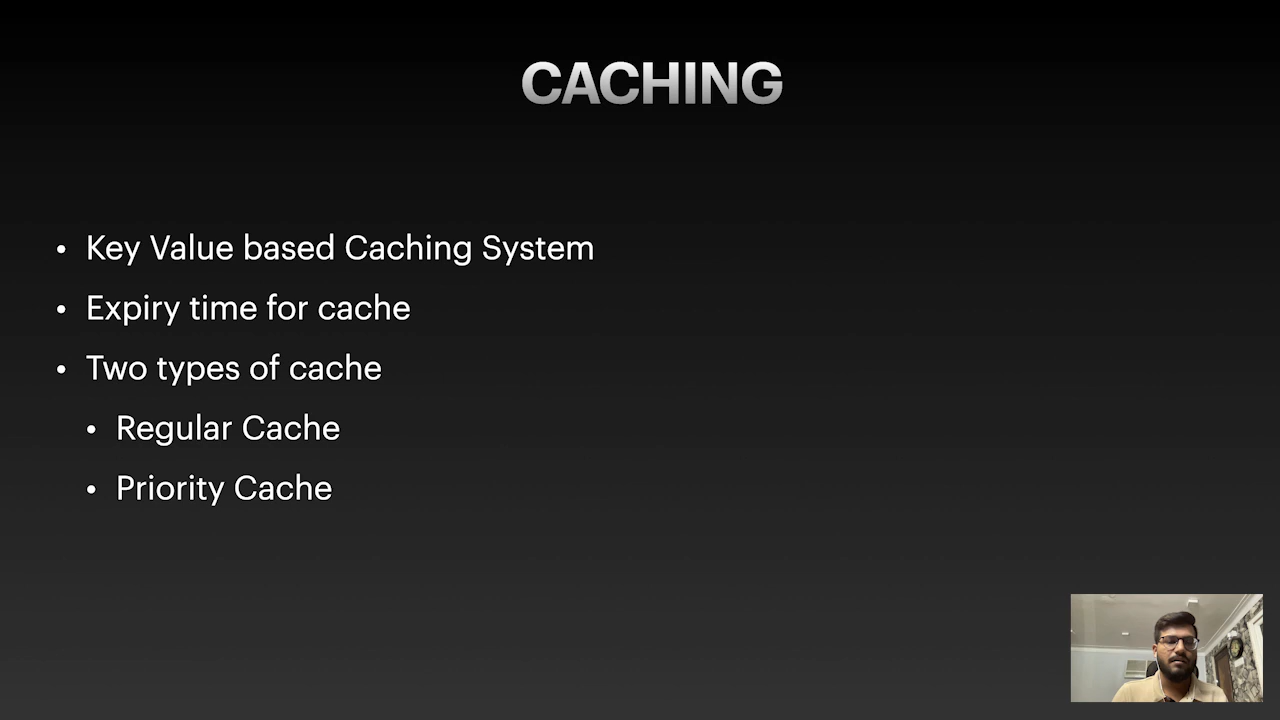 CACHING
• Key Value based Caching System
• Expiry time for cache
• Two types of cache
• Regular Cache
• Priority Cache